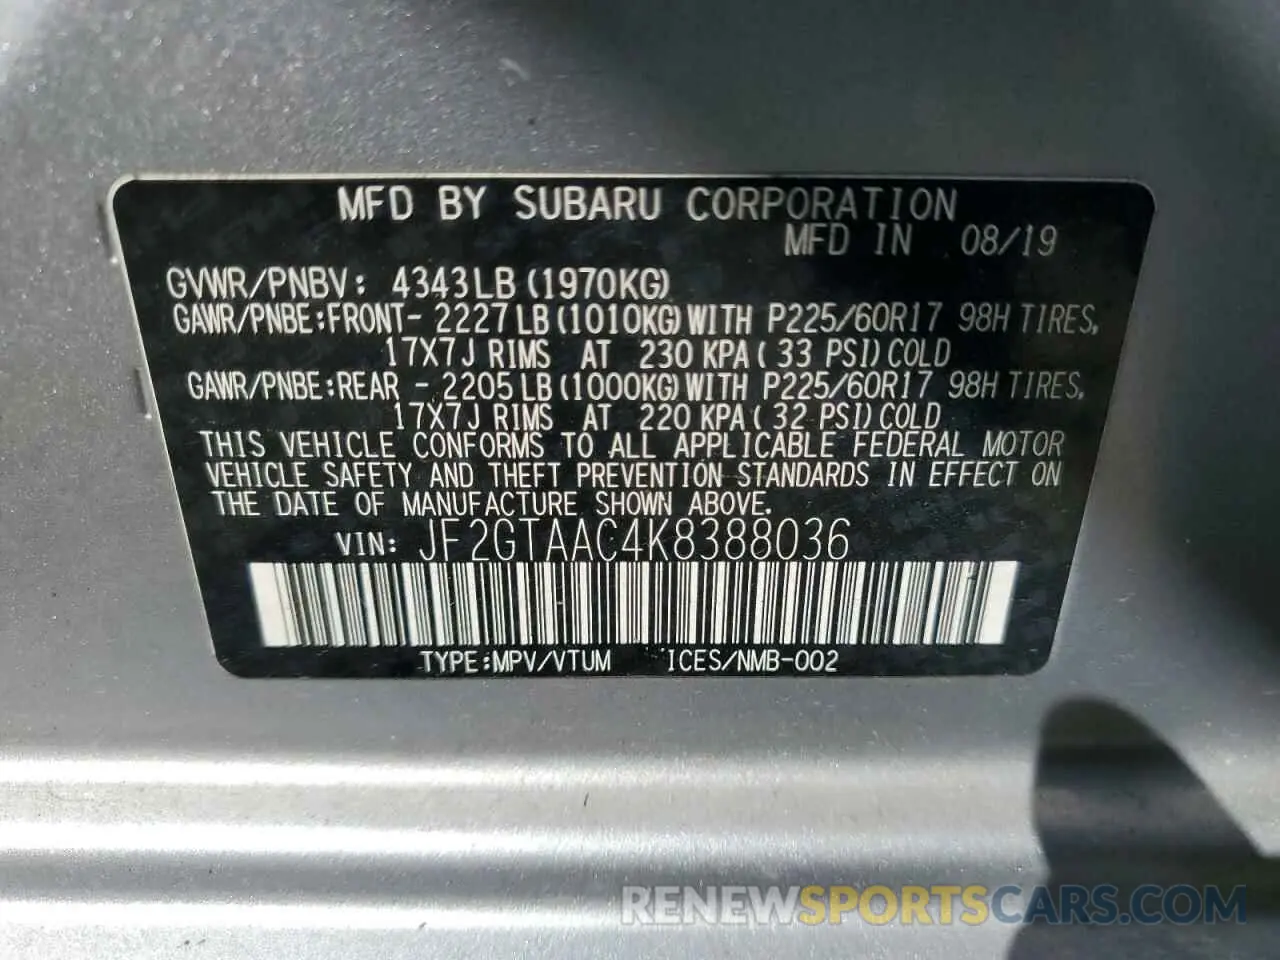 MFD BY SUBARU CORPORATION
MFD IN 08/19
GVWR/PNBV: 4343LB(1970KG)
GAWR/PNBE:FRONT- 2227LB(1010KG)WITH P225/60R17 98H TIRES,
17X7J RIMS AT 230 KPA( 33 PSI)COLD
GAWR/PNBE:REAR - 2205LB(1000KG)WITH P225/60R17 98H TIRES,
17X7J RIMS AT 220 KPA( 32 PSI)COLD
THIS VEHICLE CONFORMS TO ALL APPLICABLE FEDERAL MOTOR
VEHICLE SAFETY AND THEFT PREVENTION STANDARDS IN EFFECT ON
THE DATE OF MANUFACTURE SHOWN ABOVE.
VIN: JF2GTAAC4K8388036
TYPE:MPV/VTUM ICES/NMB-002
RENEWSPORTSCARS.COM